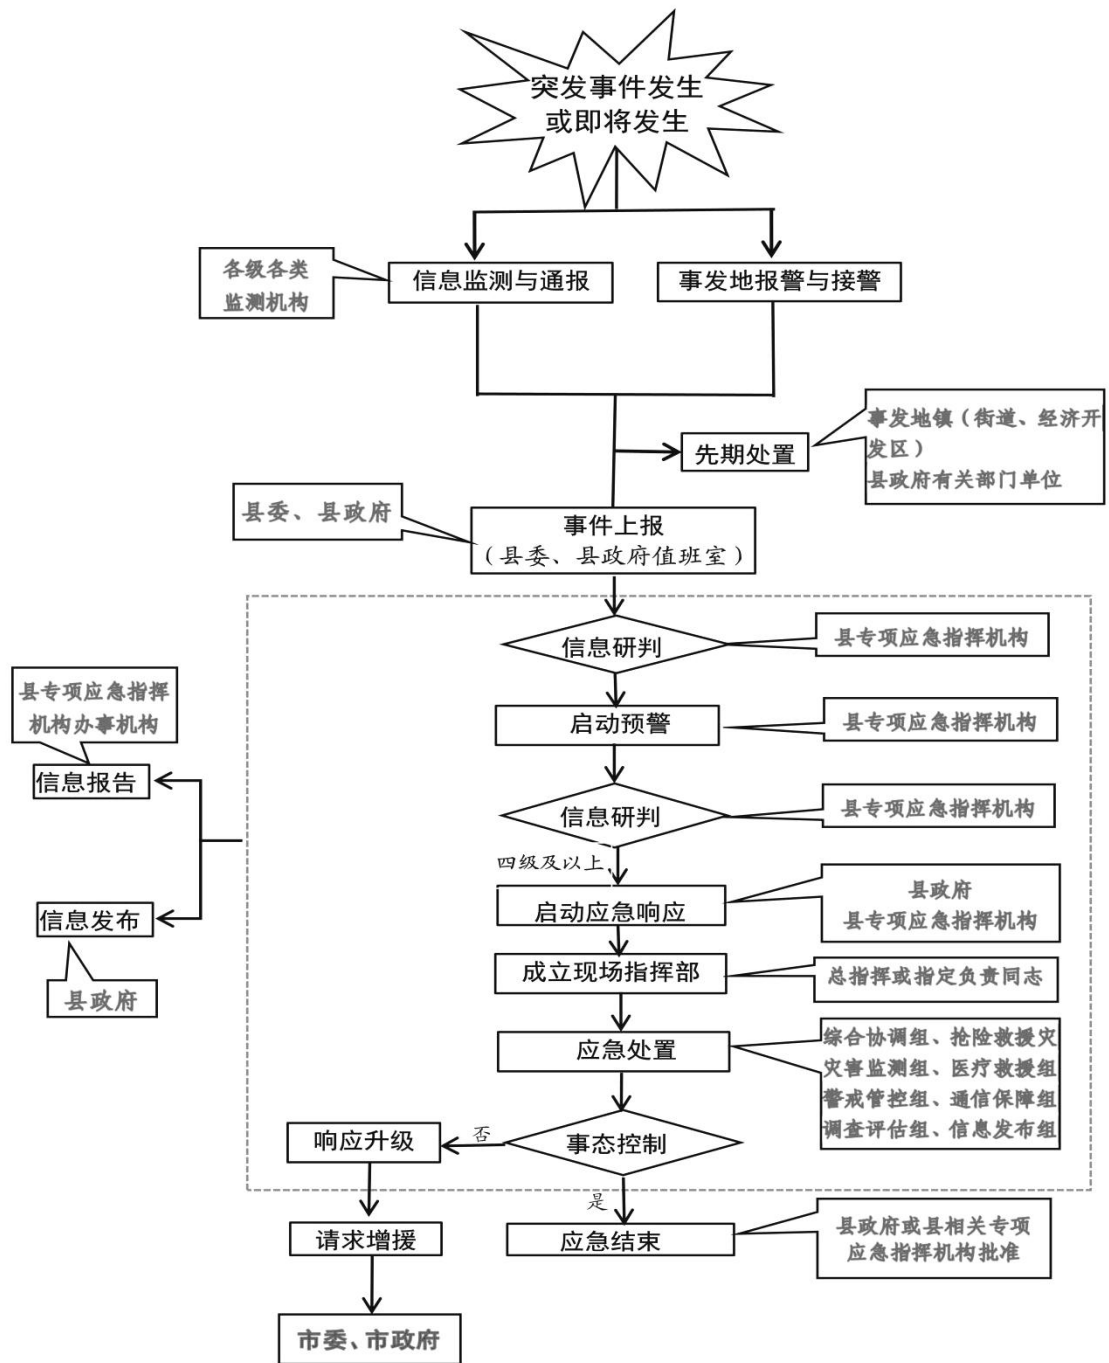 突发事件发生
或即将发生
各级各类
监测机构
信息监测与通报
事发地报警与接警
事发地镇（街道、经济开
发区）
县政府有关部门单位
先期处置
县委、县政府
事件上报
（县委、县政府值班室）
信息研判
县专项应急指挥机构
县专项应急指挥
机构办事机构
启动预警
县专项应急指挥机构
信息报告
信息研判
县专项应急指挥机构
四级及以上
县政府
县专项应急指挥机构
启动应急响应
信息发布
成立现场指挥部
总指挥或指定负责同志
县政府
应急处置
综合协调组、抢险救援灾
灾害监测组、医疗救援组
警戒管控组、通信保障组
调查评估组、信息发布组
响应升级
否
事态控制
是
请求增援
应急结束
县政府或县相关专项
应急指挥机构批准
市委、市政府